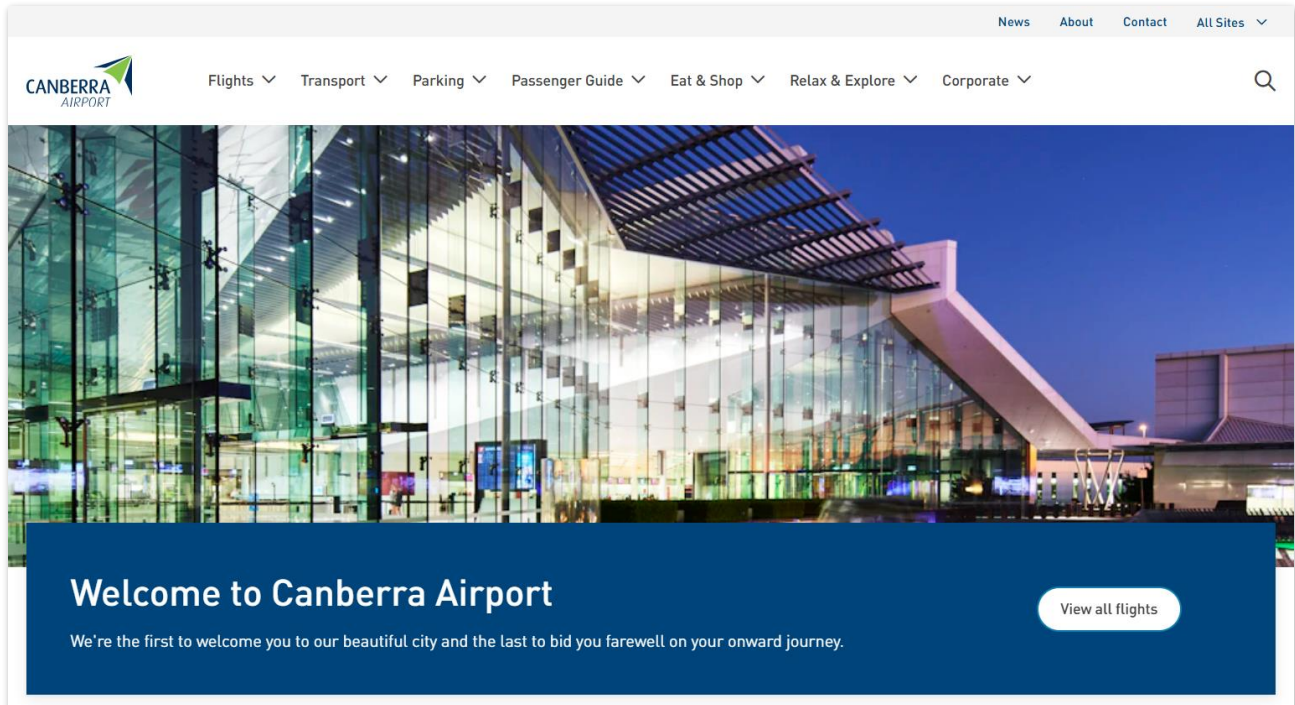 News About Contact All Sites
CANBERRA
AIRPORT
Flights Transport Parking Passenger Guide Eat & Shop Relax & Explore Corporate
Welcome to Canberra Airport
We're the first to welcome you to our beautiful city and the last to bid you farewell on your onward journey.
View all flights